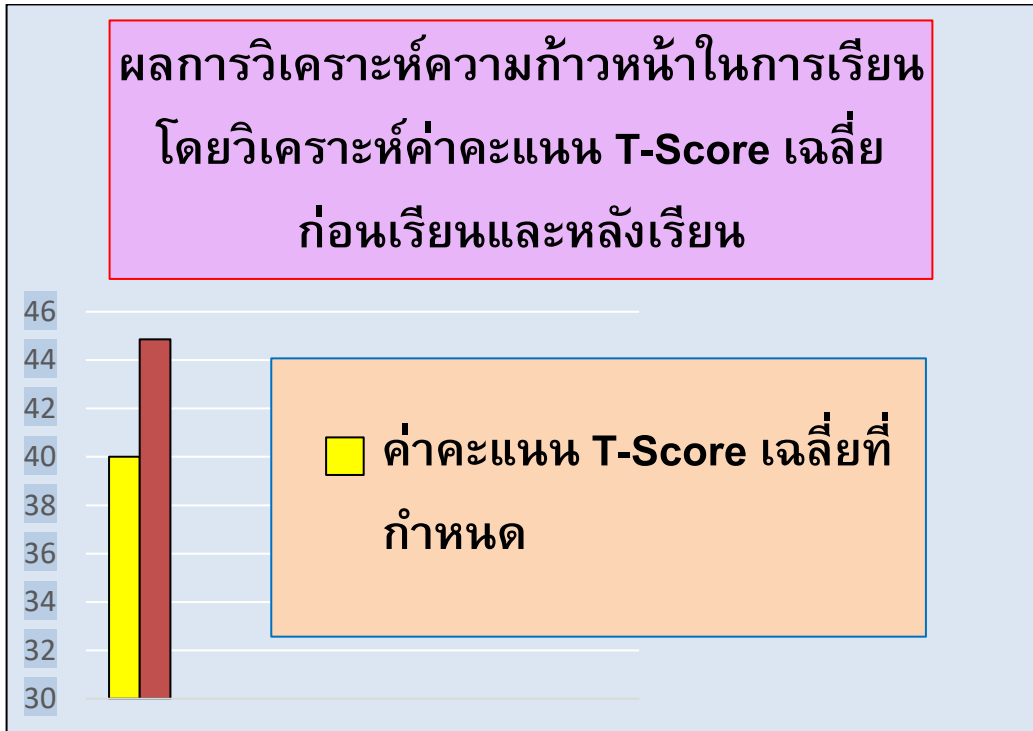 ผลการวิเคราะห์ความก้าวหน้าในการเรียน
โดยวิเคราะห์ค่าคะแนน T-Score เฉลี่ย
ก่อนเรียนและหลังเรียน
46
44
42
40
38
36
34
32
30
ค่าคะแนน T-Score เฉลี่ยที่
กำหนด